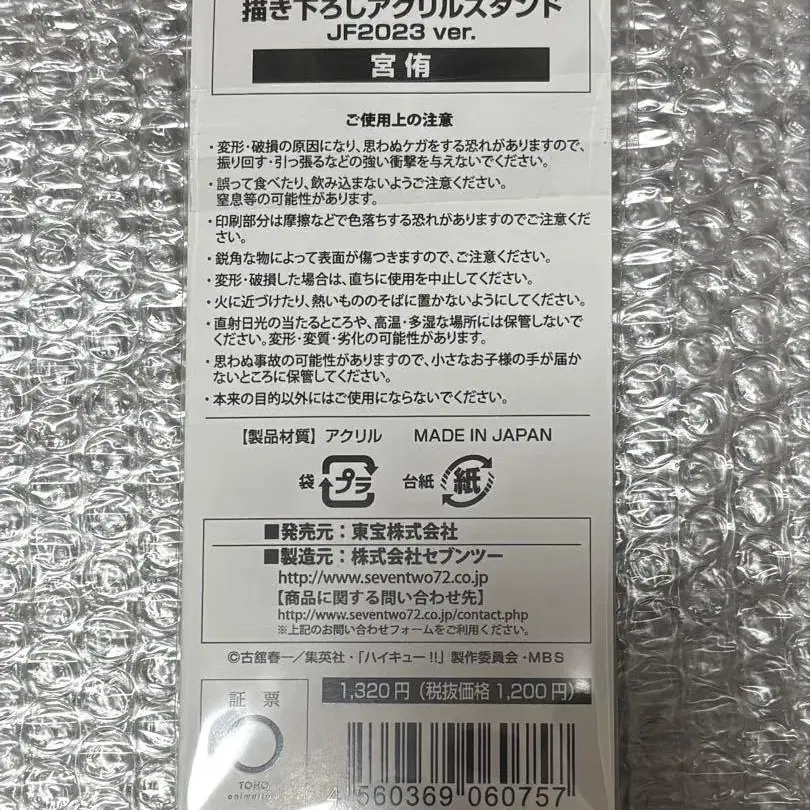 描き下ろしアクリルスタンド
JF2023 ver.
宮侑
ご使用上の注意
・変形・破損の原因になり、思わぬケガをする恐れがありますので、
振り回す・引っ張るなどの強い衝撃を与えないでください。
・誤って食べたり、飲み込まないようご注意ください。
窒息等の可能性があります。
・印刷部分は摩擦などで色落ちする恐れがありますのでご注意くだ
さい。
・鋭角な物によって表面が傷つきますので、ご注意ください。
・変形・破損した場合は、直ちに使用を中止してください。
・火に近づけたり、熱いもののそばに置かないようにしてください。
・直射日光の当たるところや、高温・多湿な場所には保管しないで
ください。変形・変質・劣化の可能性があります。
・思わぬ事故の可能性がありますので、小さなお子様の手が届か
ないところに保管してください。
・本来の目的以外にはご使用にならないでください。
【製品材質】アクリル MADE IN JAPAN
袋 プラ 台紙 紙
■発売元：東宝株式会社
■製造元：株式会社セブンツー
http://www.seventwo72.co.jp
【商品に関する問い合わせ先】
http://www.seventwo72.co.jp/contact.php
※上記のお問い合わせフォームをご利用ください。
©古舘春一／集英社・「ハイキュー!!」製作委員会・MBS
証票
TOHO
animation
1,320円（税抜価格 1,200円）
4 560369 060757